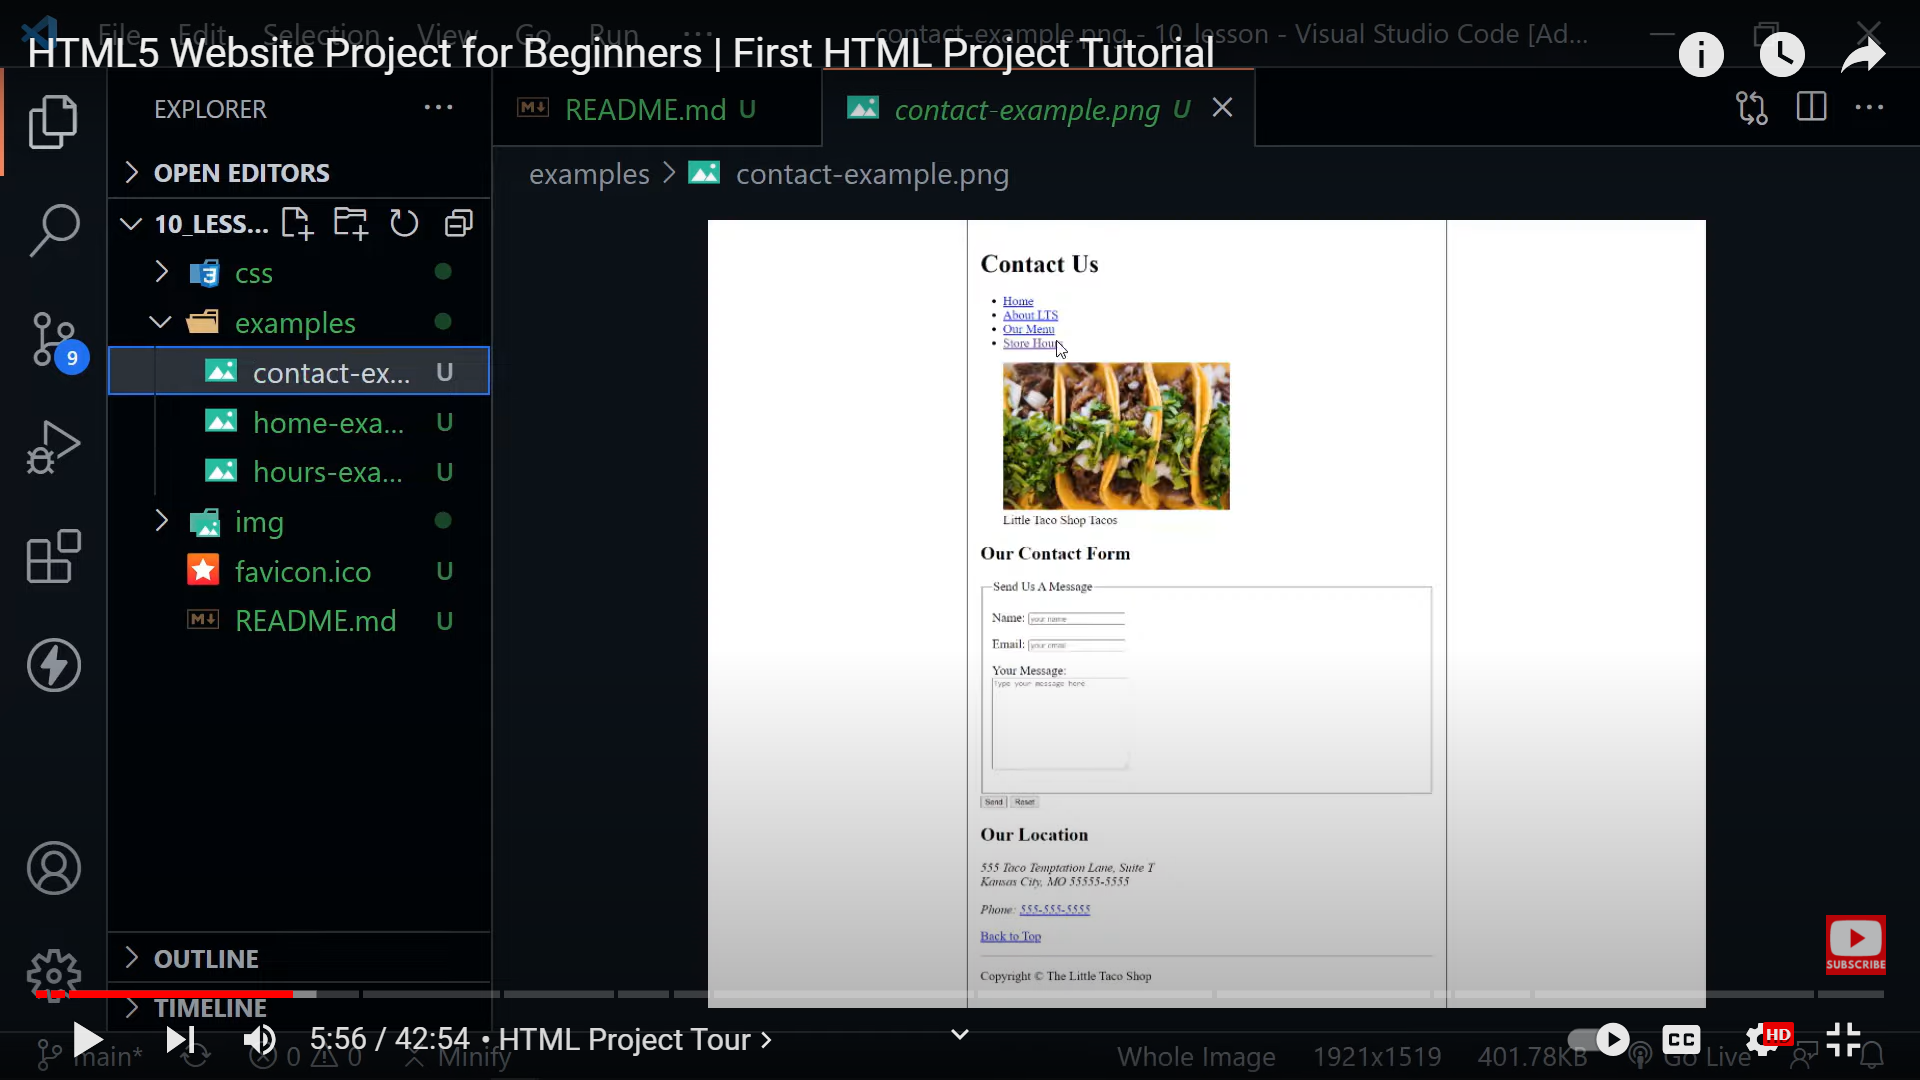 File Edit Selection View Go Run ... contact-example.png - 10_lesson - Visual Studio Code [Ad...
HTML5 Website Project for Beginners | First HTML Project Tutorial
EXPLORER
README.md U
contact-example.png U
OPEN EDITORS
examples > contact-example.png
10_LESS...
css
examples
contact-ex... U
home-exa... U
hours-exa... U
img
favicon.ico U
README.md U
9
Contact Us
Home
About LTS
Our Menu
Store Hours
Little Taco Shop Tacos
Our Contact Form
Send Us A Message
Name: your name
Email: your email
Your Message:
Type your message here
Send Reset
Our Location
555 Taco Temptation Lane, Suite T
Kansas City, MO 55555-5555
Phone: 555-555-5555
Back to Top
Copyright © The Little Taco Shop
SUBSCRIBE
OUTLINE
TIMELINE
5:56 / 42:54 • HTML Project Tour >
CC
HD
main* 0 0 Minify Whole Image 1921x1519 401.78KB Go Live